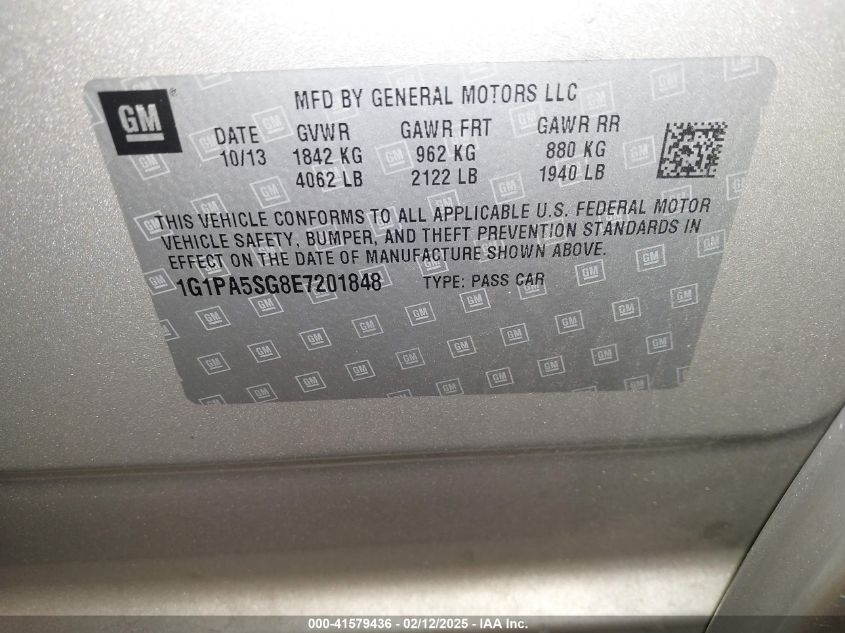 GM®
MFD BY GENERAL MOTORS LLC
DATE GVWR GAWR FRT GAWR RR
10/13 1842 KG 962 KG 880 KG
4062 LB 2122 LB 1940 LB
THIS VEHICLE CONFORMS TO ALL APPLICABLE U.S. FEDERAL MOTOR
VEHICLE SAFETY, BUMPER, AND THEFT PREVENTION STANDARDS IN
EFFECT ON THE DATE OF MANUFACTURE SHOWN ABOVE.
1G1PA5SG8E7201848 TYPE: PASS CAR
000-41579436 - 02/12/2025 - IAA Inc.